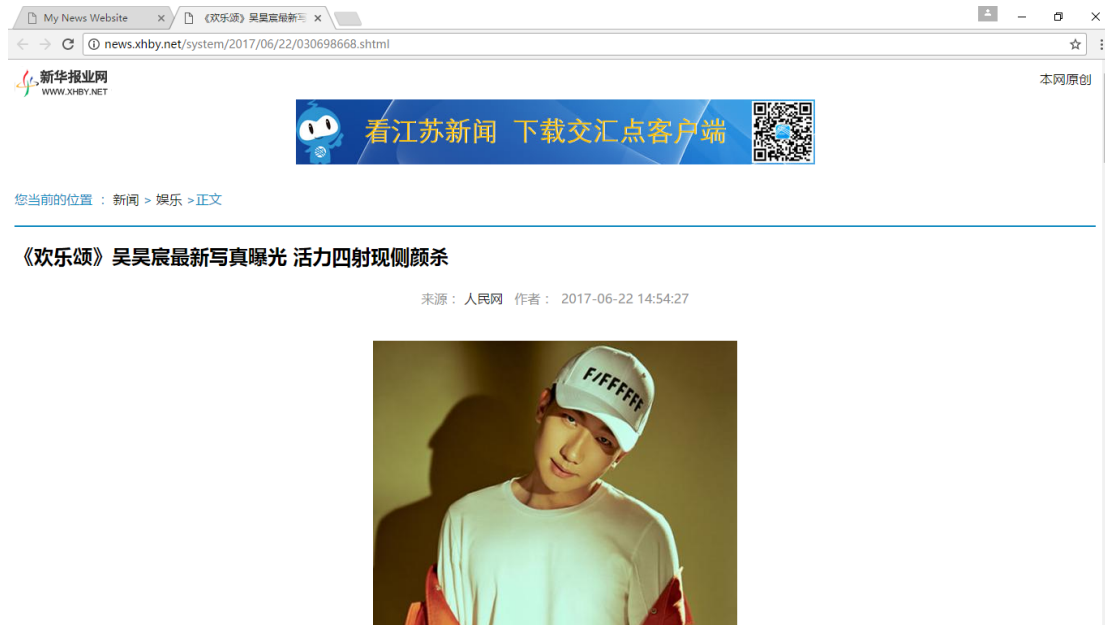 My News Website
《欢乐颂》吴昊宸最新写
news.xhby.net/system/2017/06/22/030698668.shtml
新华报业网
WWW.XHBY.NET
本网原创
看江苏新闻 下载交汇点客户端
您当前的位置 ： 新闻 > 娱乐 >正文
《欢乐颂》吴昊宸最新写真曝光 活力四射现侧颜杀
来源： 人民网 作者： 2017-06-22 14:54:27
F/FFFFFF